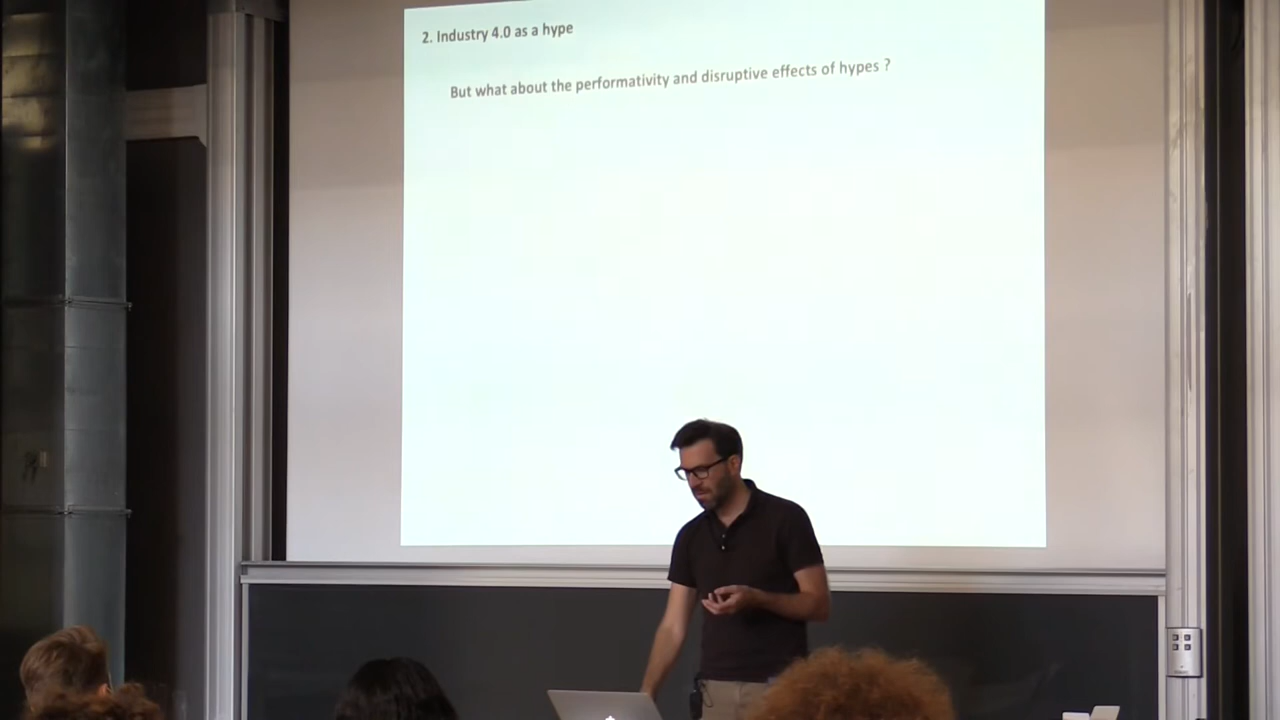 2. Industry 4.0 as a hype
But what about the performativity and disruptive effects of hypes ?